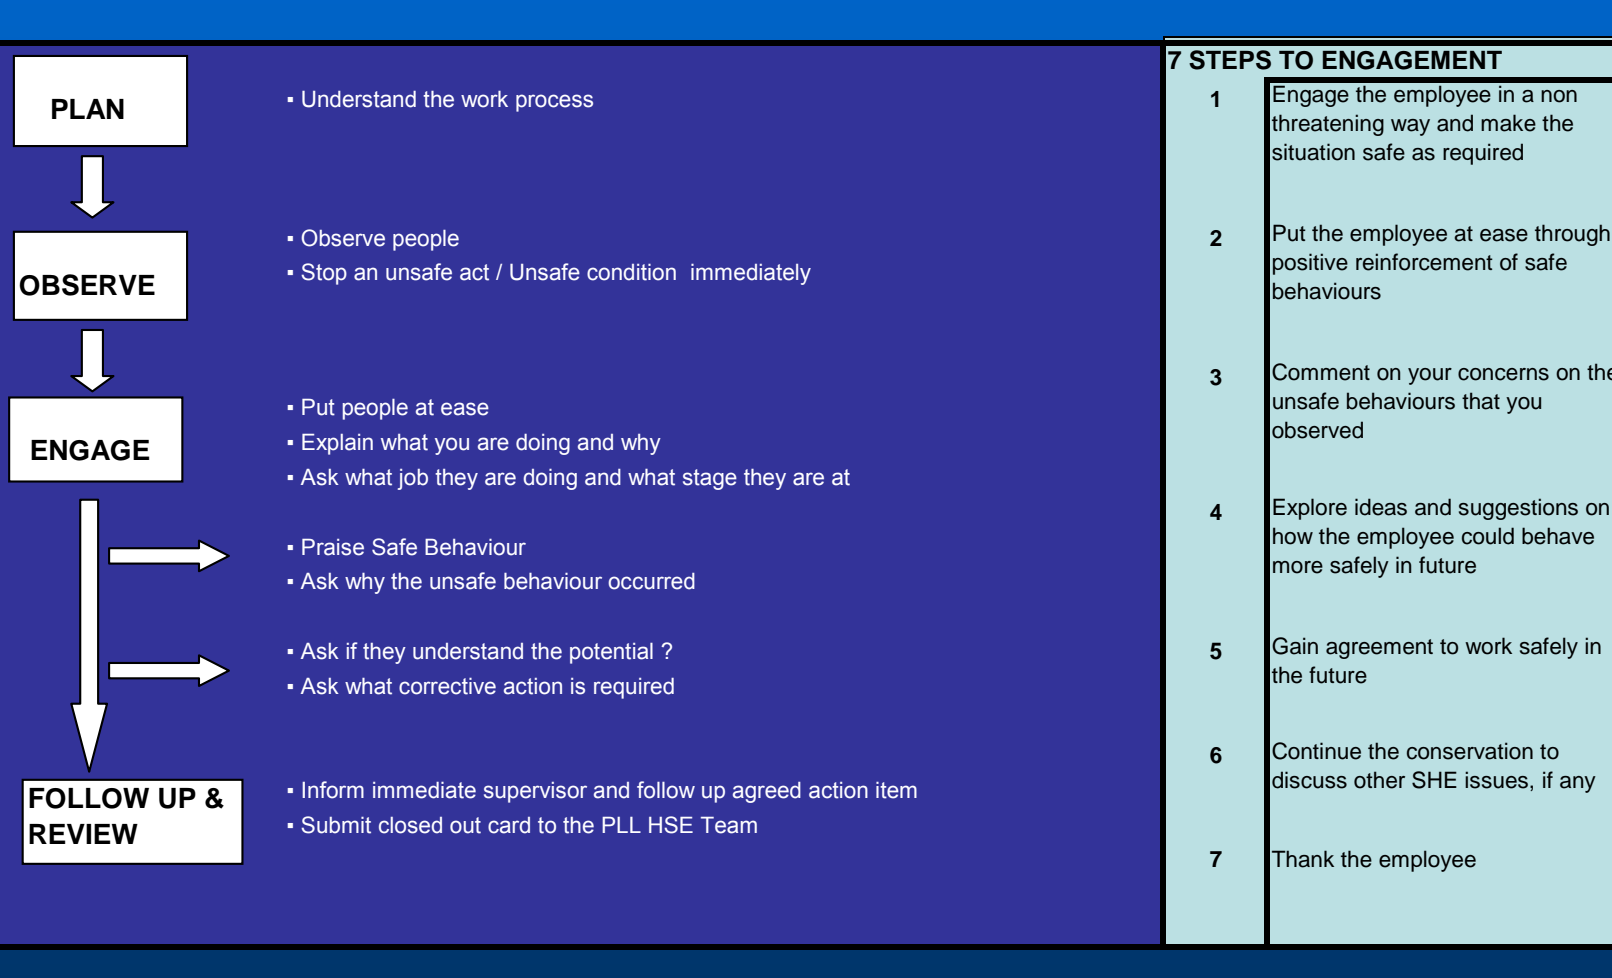 PLAN
▪ Understand the work process
OBSERVE
▪ Observe people
▪ Stop an unsafe act / Unsafe condition  immediately
ENGAGE
▪ Put people at ease
▪ Explain what you are doing and why
▪ Ask what job they are doing and what stage they are at
▪ Praise Safe Behaviour
▪ Ask why the unsafe behaviour occurred
▪ Ask if they understand the potential ?
▪ Ask what corrective action is required
FOLLOW UP &
REVIEW
▪ Inform immediate supervisor and follow up agreed action item
▪ Submit closed out card to the PLL HSE Team
7 STEPS TO ENGAGEMENT
1 Engage the employee in a non
threatening way and make the
situation safe as required
2 Put the employee at ease through
positive reinforcement of safe
behaviours
3 Comment on your concerns on the
unsafe behaviours that you
observed
4 Explore ideas and suggestions on
how the employee could behave
more safely in future
5 Gain agreement to work safely in
the future
6 Continue the conservation to
discuss other SHE issues, if any
7 Thank the employee